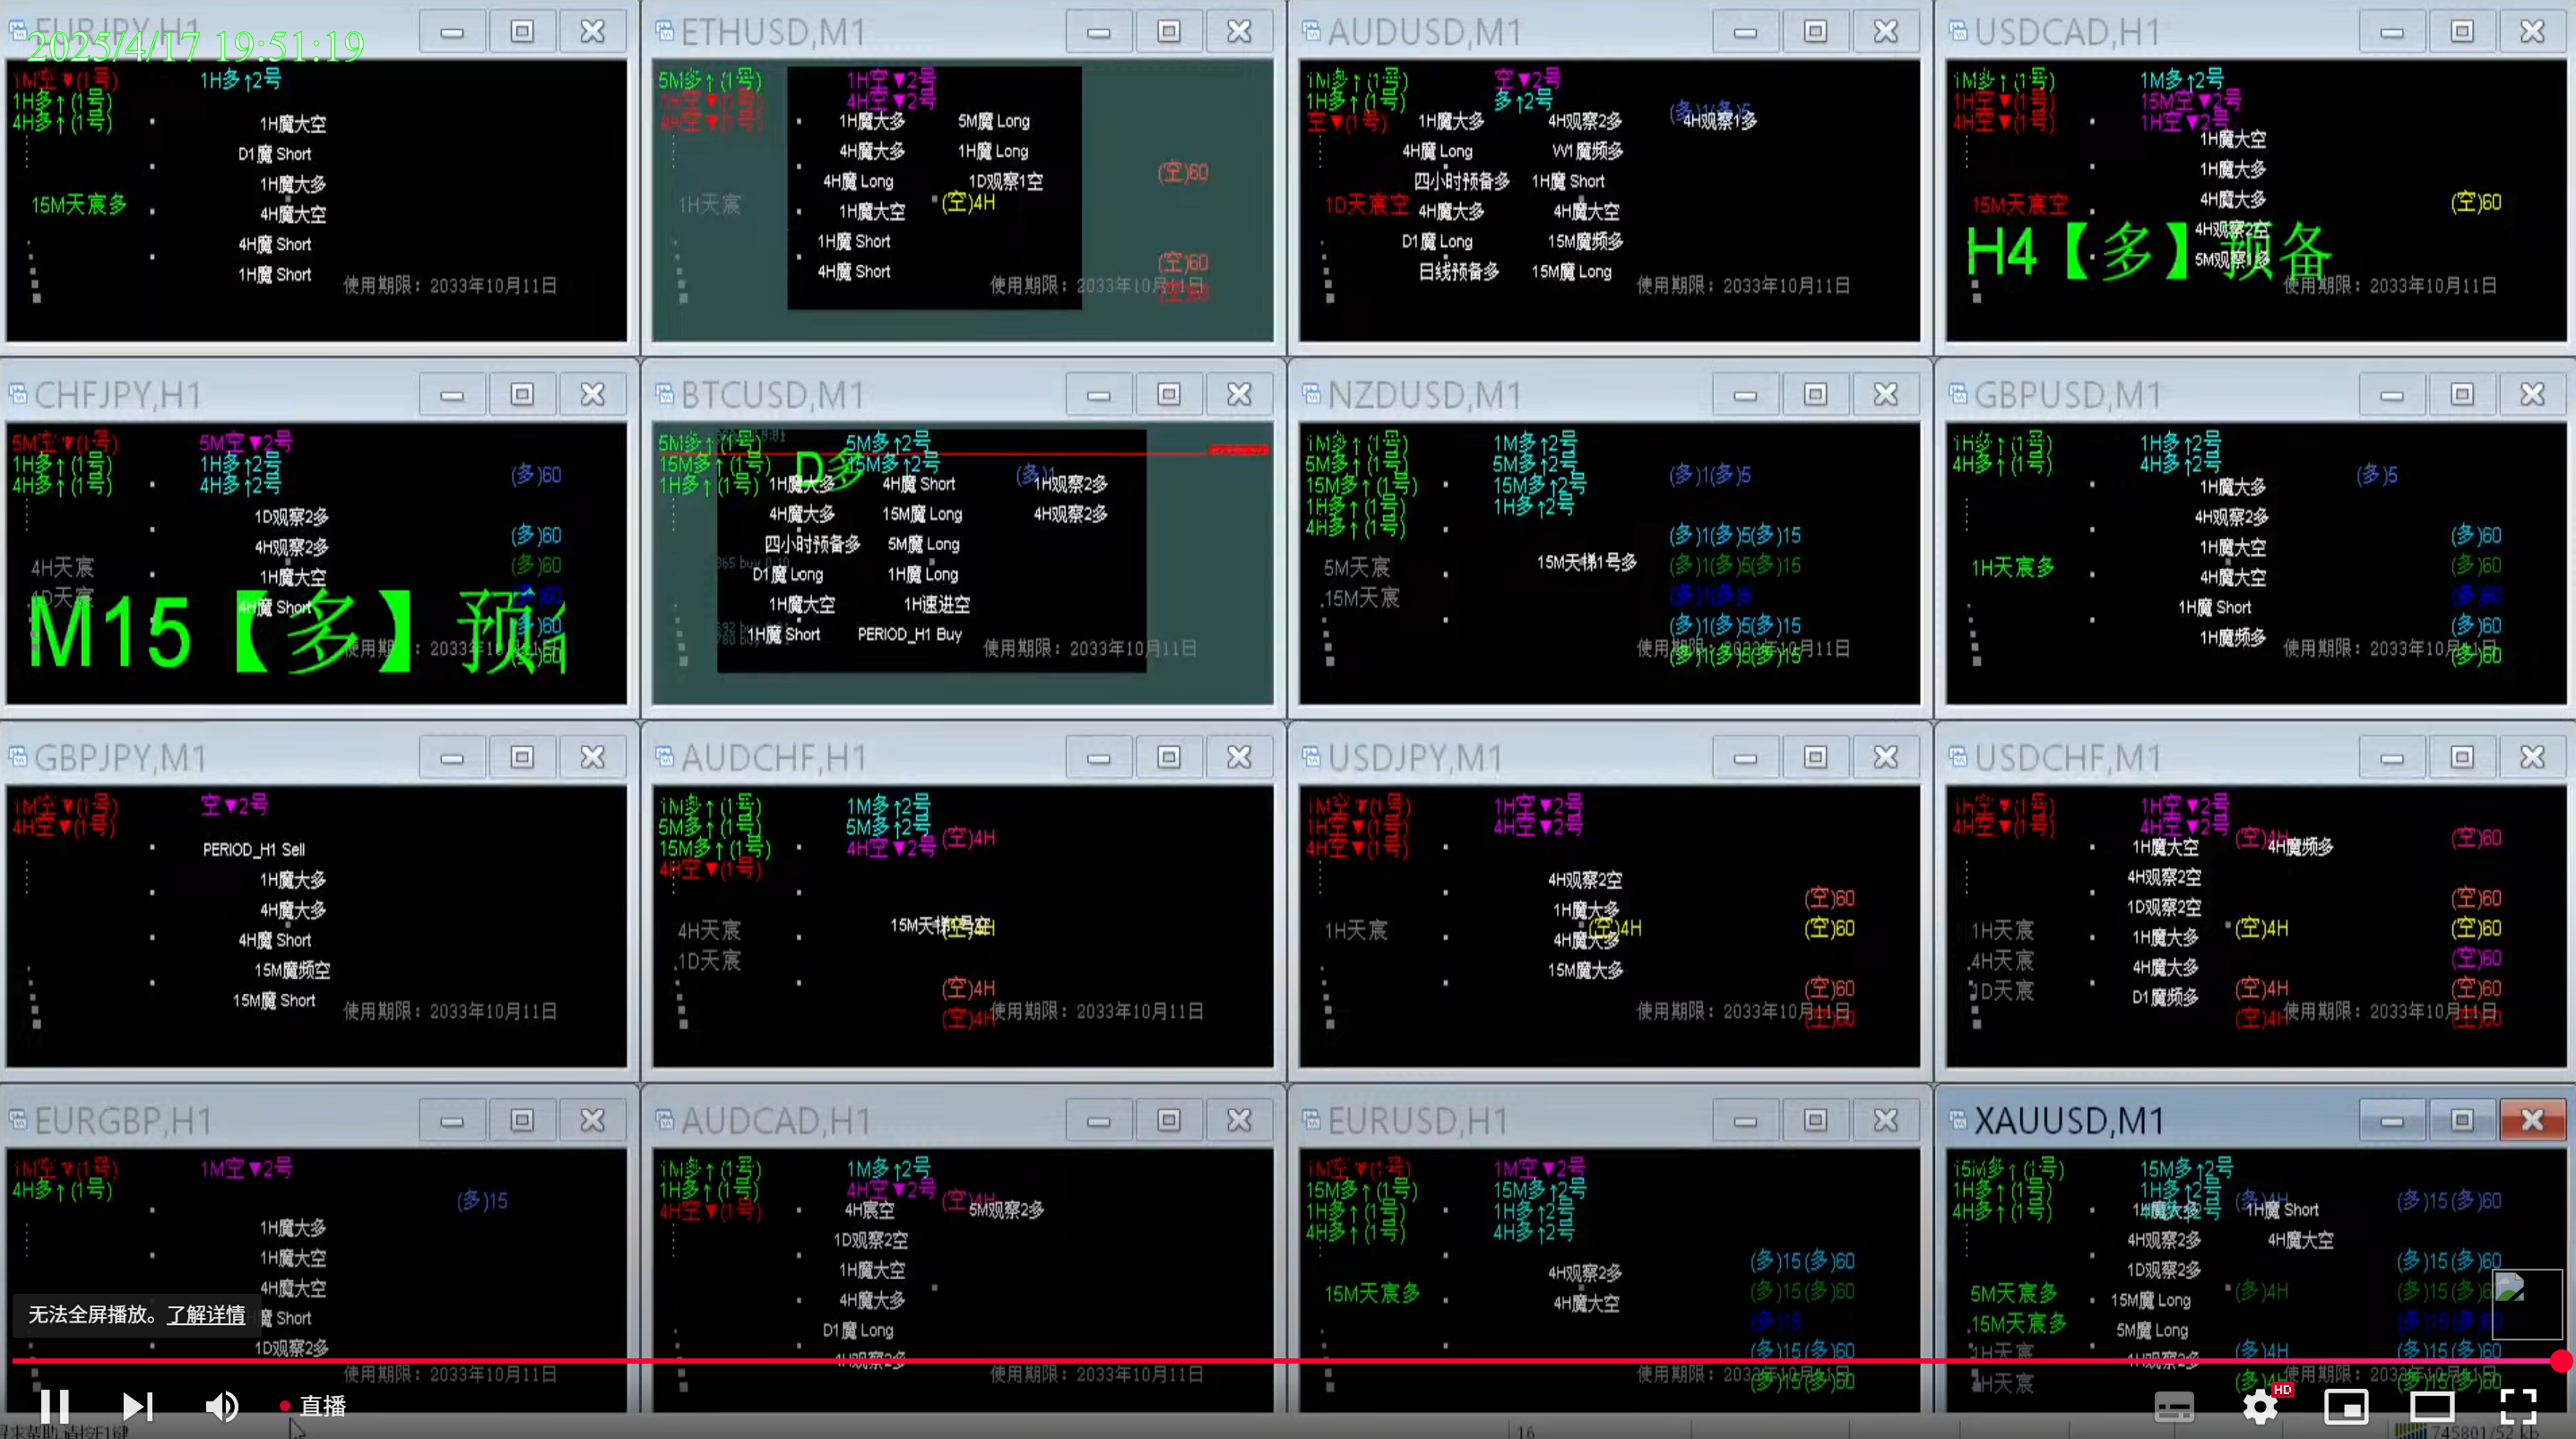 EURJPY,H1
2025/4/17 19:51:19
1M空▼(1号)
1H多↑2号
1H多↑(1号)
4H多↑(1号)
1H魔大空
D1魔 Short
1H魔大多
15M天宸多
4H魔大空
4H魔 Short
1H魔 Short
使用期限：2033年10月11日
ETHUSD,M1
5M多↑(1号)
1H空▼2号
1H空▼(1号)
4H空▼2号
4H空▼(1号)
1H魔大多
5M魔 Long
4H魔大多
1H魔 Long
(空)60
4H魔 Long
1D观察1空
1H天宸
1H魔大空
(空)4H
1H魔 Short
(空)60
4H魔 Short
使用期限：2033年10月11日
(空)60
AUDUSD,M1
1M多↑(1号)
空▼2号
1H多↑(1号)
多↑2号
(多)1(多)5
空▼(1号)
1H魔大多
4H观察2多
4H观察1多
4H魔 Long
W1魔频多
四小时预备多
1H魔 Short
1D天宸空
4H魔大多
4H魔大空
D1魔 Long
15M魔频多
日线预备多
15M魔 Long
使用期限：2033年10月11日
USDCAD,H1
1M多↑(1号)
1M多↑2号
1H空▼(1号)
15M空▼2号
4H空▼(1号)
1H空▼2号
1H魔大空
1H魔大多
15M天宸空
4H魔大多
(空)60
4H观察2空
H4【多】预备
5M观察1多
使用期限：2033年10月11日
CHFJPY,H1
5M空▼(1号)
5M空▼2号
1H多↑(1号)
1H多↑2号
4H多↑(1号)
4H多↑2号
(多)60
1D观察2多
(多)60
4H观察2多
4H天宸
(多)60
1H魔大空
1D天宸
(多)60
4H魔 Short
M15【多】预
(多)60
(多)60
BTCUSD,M1
5M多↑(1号)
5M多↑2号
15M多↑(1号)
D多
15M多↑2号
1H多↑(1号)
1H魔大多
4H魔 Short
(多)1
1H观察2多
4H魔大多
15M魔 Long
4H观察2多
四小时预备多
5M魔 Long
D1魔 Long
1H魔 Long
1H魔大空
1H速进空
1H魔 Short
PERIOD_H1 Buy
使用期限：2033年10月11日
NZDUSD,M1
1M多↑(1号)
1M多↑2号
5M多↑(1号)
5M多↑2号
15M多↑(1号)
15M多↑2号
1H多↑(1号)
1H多↑2号
4H多↑(1号)
(多)1(多)5
(多)1(多)5(多)15
5M天宸
15M天梯1号多
(多)1(多)5(多)15
15M天宸
(多)1(多)5
(多)1(多)5(多)15
使用期限：2033年10月11日
(多)1(多)5(多)15
GBPUSD,M1
1H多↑(1号)
1H多↑2号
4H多↑(1号)
4H多↑2号
(多)5
1H魔大多
4H观察2多
(多)60
1H魔大空
1H天宸多
(多)60
4H魔大空
(多)60
1H魔 Short
(多)60
1H魔频多
使用期限：2033年10月11日
(多)60
GBPJPY,M1
1M空▼(1号)
空▼2号
4H空▼(1号)
PERIOD_H1 Sell
1H魔大多
4H魔大多
4H魔 Short
15M魔频空
15M魔 Short
使用期限：2033年10月11日
AUDCHF,H1
1M多↑(1号)
1M多↑2号
5M多↑(1号)
5M多↑2号
15M多↑(1号)
4H空▼2号
(空)4H
4H空▼(1号)
4H天宸
(空)4H
1D天宸
(空)4H
(空)4H
使用期限：2033年10月11日
USDJPY,M1
1M空▼(1号)
1H空▼2号
1H空▼(1号)
4H空▼2号
4H空▼(1号)
4H观察2空
(空)60
1H魔大多
1H天宸
(空)4H
(空)60
4H魔大多
15M魔大多
(空)60
使用期限：2033年10月11日
(空)60
USDCHF,M1
1H空▼(1号)
1H空▼2号
4H空▼(1号)
4H空▼2号
(空)4H
(空)60
1H魔大空
4H魔频多
4H观察2空
(空)60
1D观察2空
1H天宸
1H魔大多
(空)4H
(空)60
4H天宸
4H魔大多
(空)60
1D天宸
D1魔频多
(空)4H
(空)60
(空)4H
使用期限：2033年10月11日
(空)60
EURGBP,H1
1M空▼(1号)
1M空▼2号
4H多↑(1号)
(多)15
1H魔大多
1H魔大空
4H魔大空
无法全屏播放。了解详情
魔 Short
1D观察2多
使用期限：2033年10月11日
AUDCAD,H1
1M多↑(1号)
1M多↑2号
1H多↑(1号)
4H空▼2号
(空)4H
4H空▼(1号)
4H宸空
5M观察2多
1D观察2空
1H魔大空
4H魔大多
D1魔 Long
4H观察2多
使用期限：2033年10月11日
EURUSD,H1
1M空▼(1号)
1M空▼2号
15M多↑(1号)
15M多↑2号
1H多↑(1号)
1H多↑2号
4H多↑(1号)
4H多↑2号
(多)15(多)60
4H观察2多
15M天宸多
4H魔大空
(多)15(多)60
(多)15
(多)15(多)60
使用期限：2033年10月11日
(多)15(多)60
XAUUSD,M1
15M多↑(1号)
15M多↑2号
1H多↑(1号)
1H多↑2号
(多)4H
(多)15(多)60
4H多↑(1号)
4H多↑2号
1H魔大多
1H魔 Short
4H观察2多
4H魔大空
(多)15(多)60
1D观察2多
5M天宸多
15M魔 Long
(多)4H
15M天宸多
5M魔 Long
1H天宸
4H观察2多
(多)4H
(多)15(多)60
4H天宸
使用期限：2033年10月11日
直播
HD
16
745801/52 kb